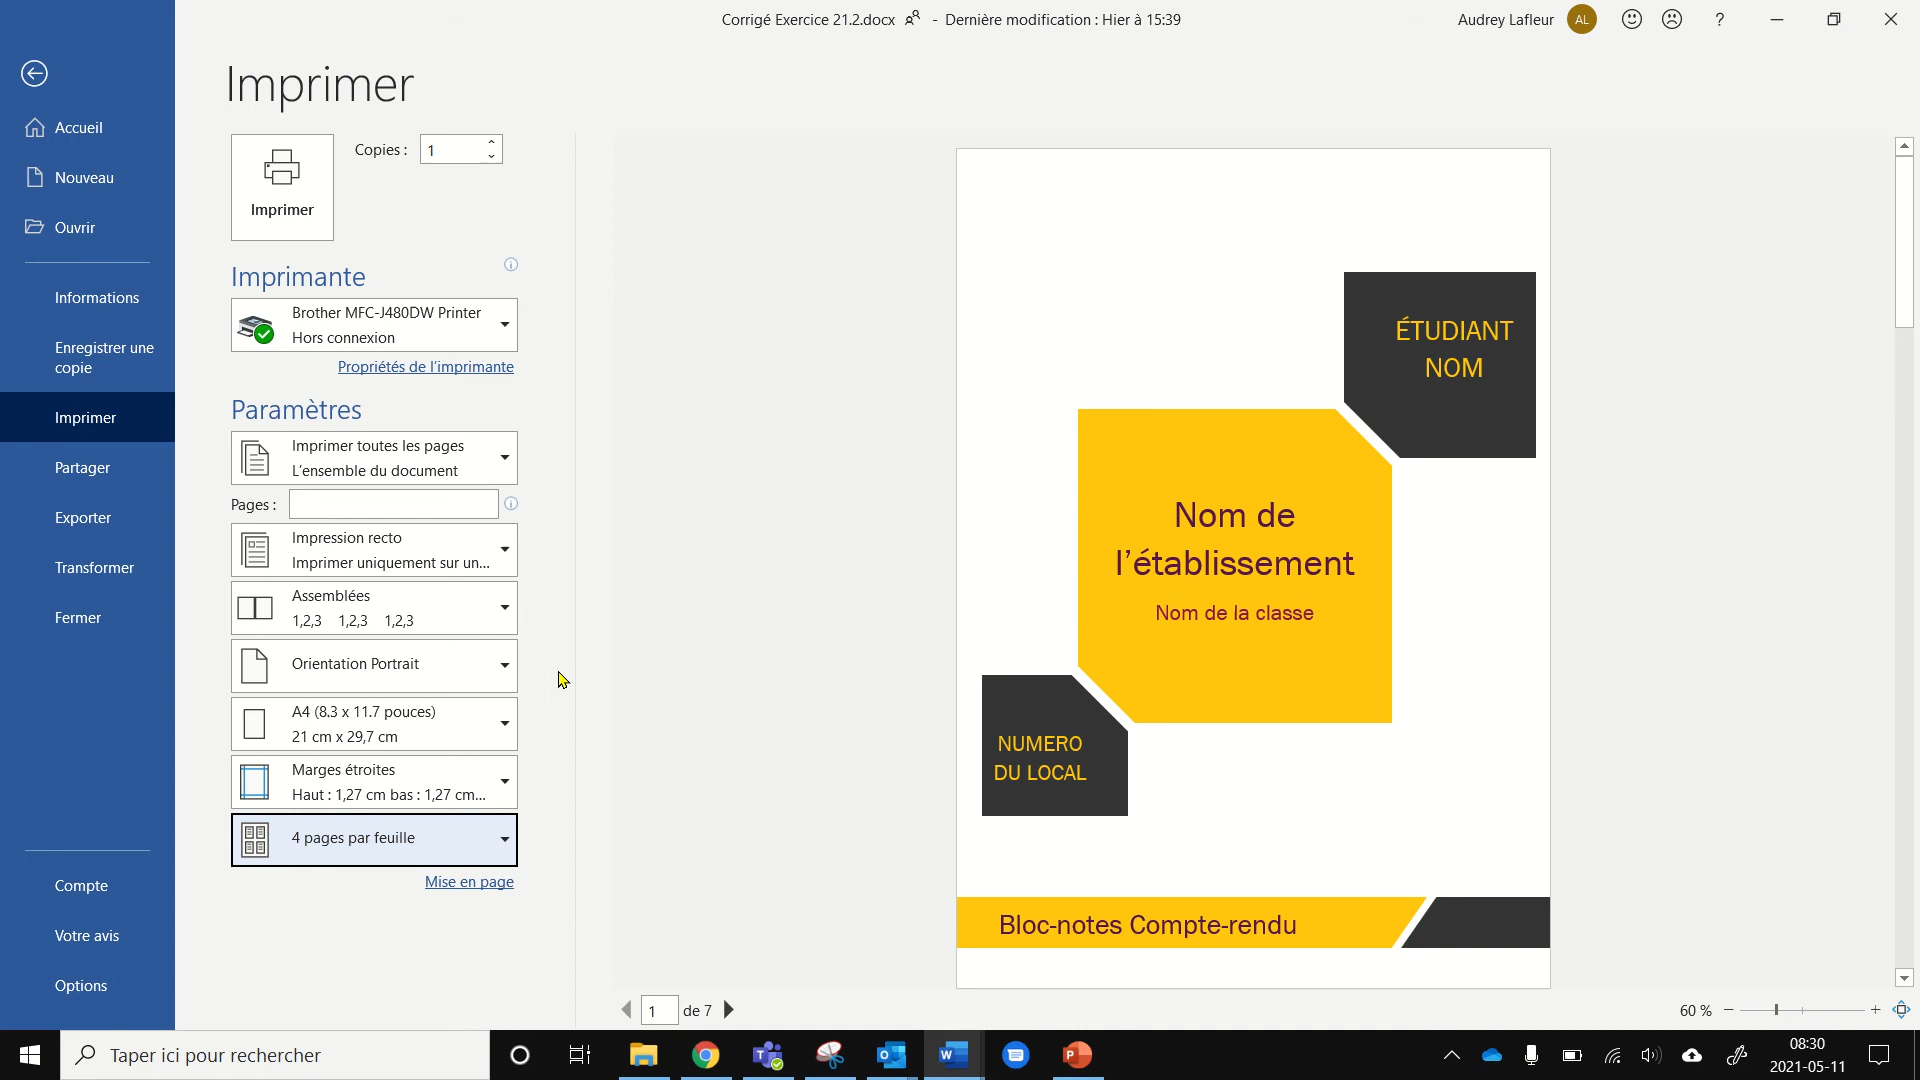 Corrigé Exercice 21.2.docx - Dernière modification : Hier à 15:39
Audrey Lafleur AL ?
Imprimer
Accueil
Nouveau
Ouvrir
Informations
Enregistrer une
copie
Imprimer
Partager
Exporter
Transformer
Fermer
Compte
Votre avis
Options
Imprimer
Copies : 1
Imprimante
Brother MFC-J480DW Printer
Hors connexion
Propriétés de l'imprimante
Paramètres
Imprimer toutes les pages
L'ensemble du document
Pages :
Impression recto
Imprimer uniquement sur un...
Assemblées
1,2,3 1,2,3 1,2,3
Orientation Portrait
A4 (8.3 x 11.7 pouces)
21 cm x 29,7 cm
Marges étroites
Haut : 1,27 cm bas : 1,27 cm...
4 pages par feuille
Mise en page
ÉTUDIANT
NOM
Nom de
l'établissement
Nom de la classe
NUMERO
DU LOCAL
Bloc-notes Compte-rendu
1 de 7
60 %
Taper ici pour rechercher
08:30
2021-05-11